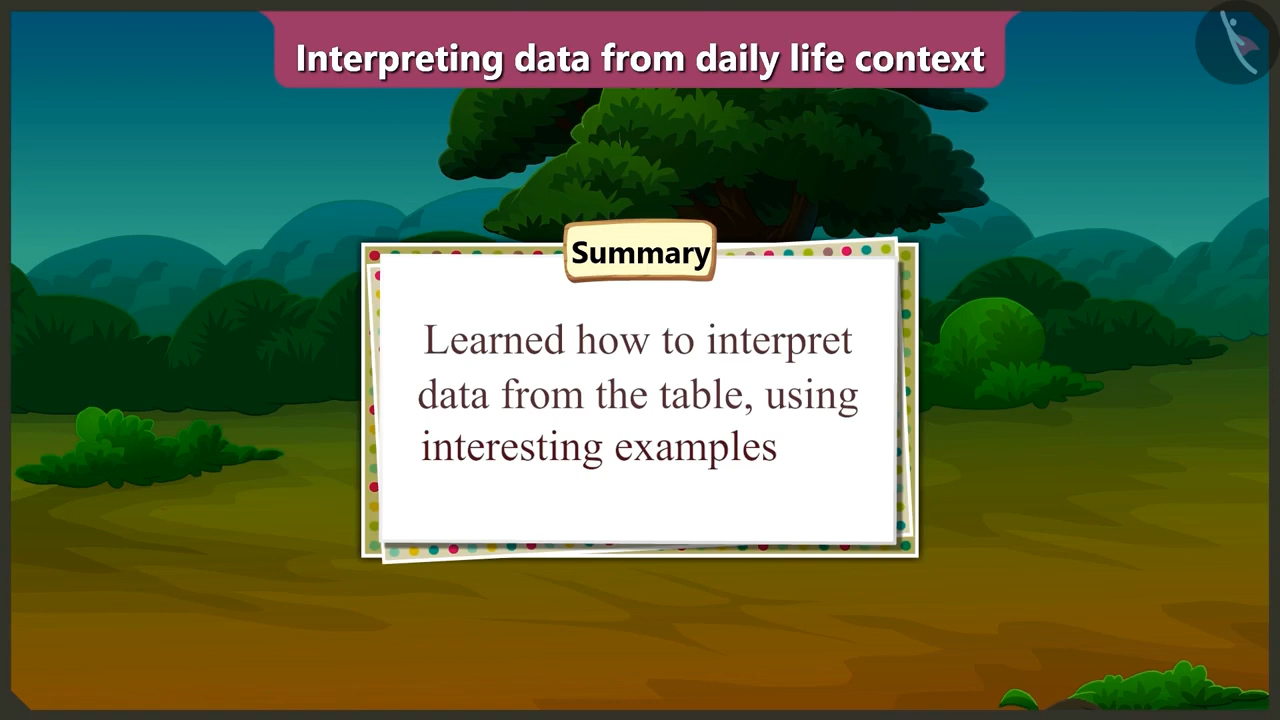 Interpreting data from daily life context
Summary
Learned how to interpret
data from the table, using
interesting examples